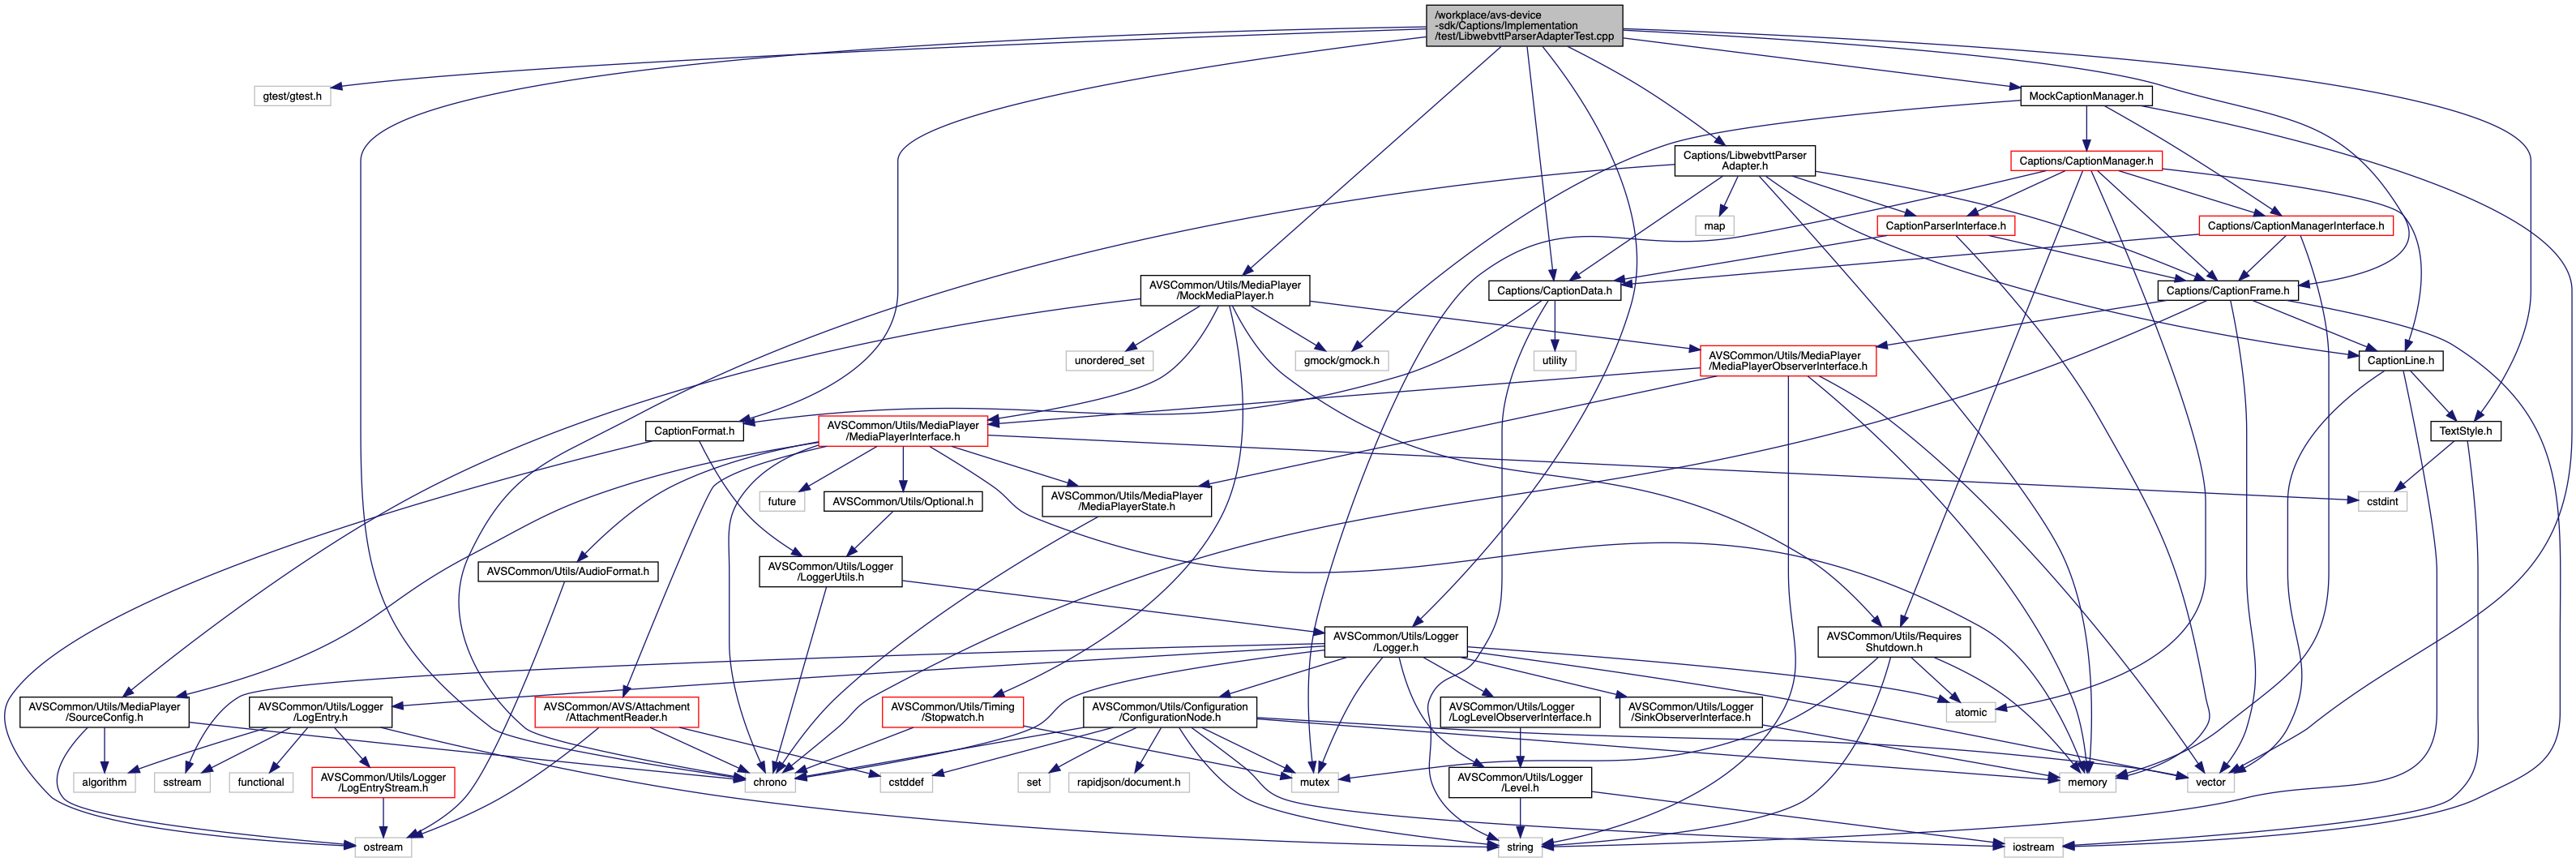 /workplace/avs-device
-sdk/Captions/Implementation
/test/LibwebvttParserAdapterTest.cpp
gtest/gtest.h
MockCaptionManager.h
Captions/LibwebvttParser
Adapter.h
Captions/CaptionManager.h
map
CaptionParserInterface.h
Captions/CaptionManagerInterface.h
AVSCommon/Utils/MediaPlayer
/MockMediaPlayer.h
Captions/CaptionData.h
Captions/CaptionFrame.h
unordered_set
gmock/gmock.h
utility
AVSCommon/Utils/MediaPlayer
/MediaPlayerObserverInterface.h
CaptionLine.h
CaptionFormat.h
AVSCommon/Utils/MediaPlayer
/MediaPlayerInterface.h
TextStyle.h
future
AVSCommon/Utils/Optional.h
AVSCommon/Utils/MediaPlayer
/MediaPlayerState.h
cstdint
AVSCommon/Utils/AudioFormat.h
AVSCommon/Utils/Logger
/LoggerUtils.h
AVSCommon/Utils/Logger
/Logger.h
AVSCommon/Utils/Requires
Shutdown.h
AVSCommon/Utils/MediaPlayer
/SourceConfig.h
AVSCommon/Utils/Logger
/LogEntry.h
AVSCommon/AVS/Attachment
/AttachmentReader.h
AVSCommon/Utils/Timing
/Stopwatch.h
AVSCommon/Utils/Configuration
/ConfigurationNode.h
AVSCommon/Utils/Logger
/LogLevelObserverInterface.h
AVSCommon/Utils/Logger
/SinkObserverInterface.h
atomic
algorithm
sstream
functional
AVSCommon/Utils/Logger
/LogEntryStream.h
chrono
cstddef
set
rapidjson/document.h
mutex
AVSCommon/Utils/Logger
/Level.h
memory
vector
ostream
string
iostream